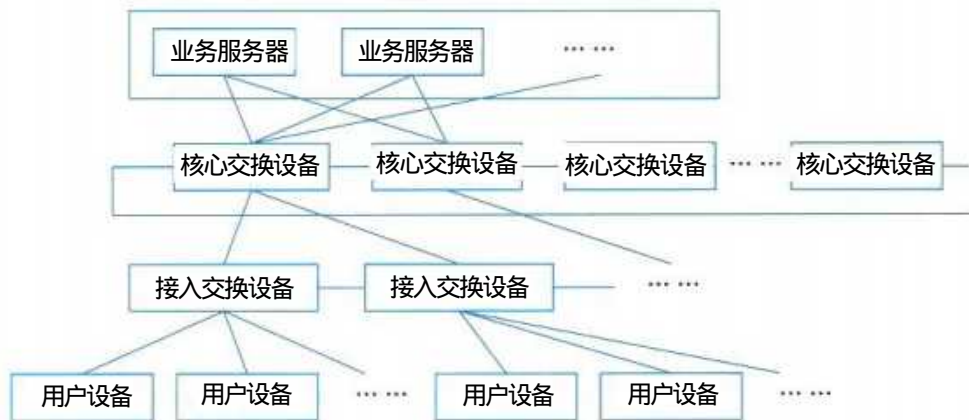 业务服务器 业务服务器 ... ...
核心交换设备 核心交换设备 核心交换设备 ... ... 核心交换设备
接入交换设备 接入交换设备 ... ...
用户设备 用户设备 ... ... 用户设备 用户设备 ... ...